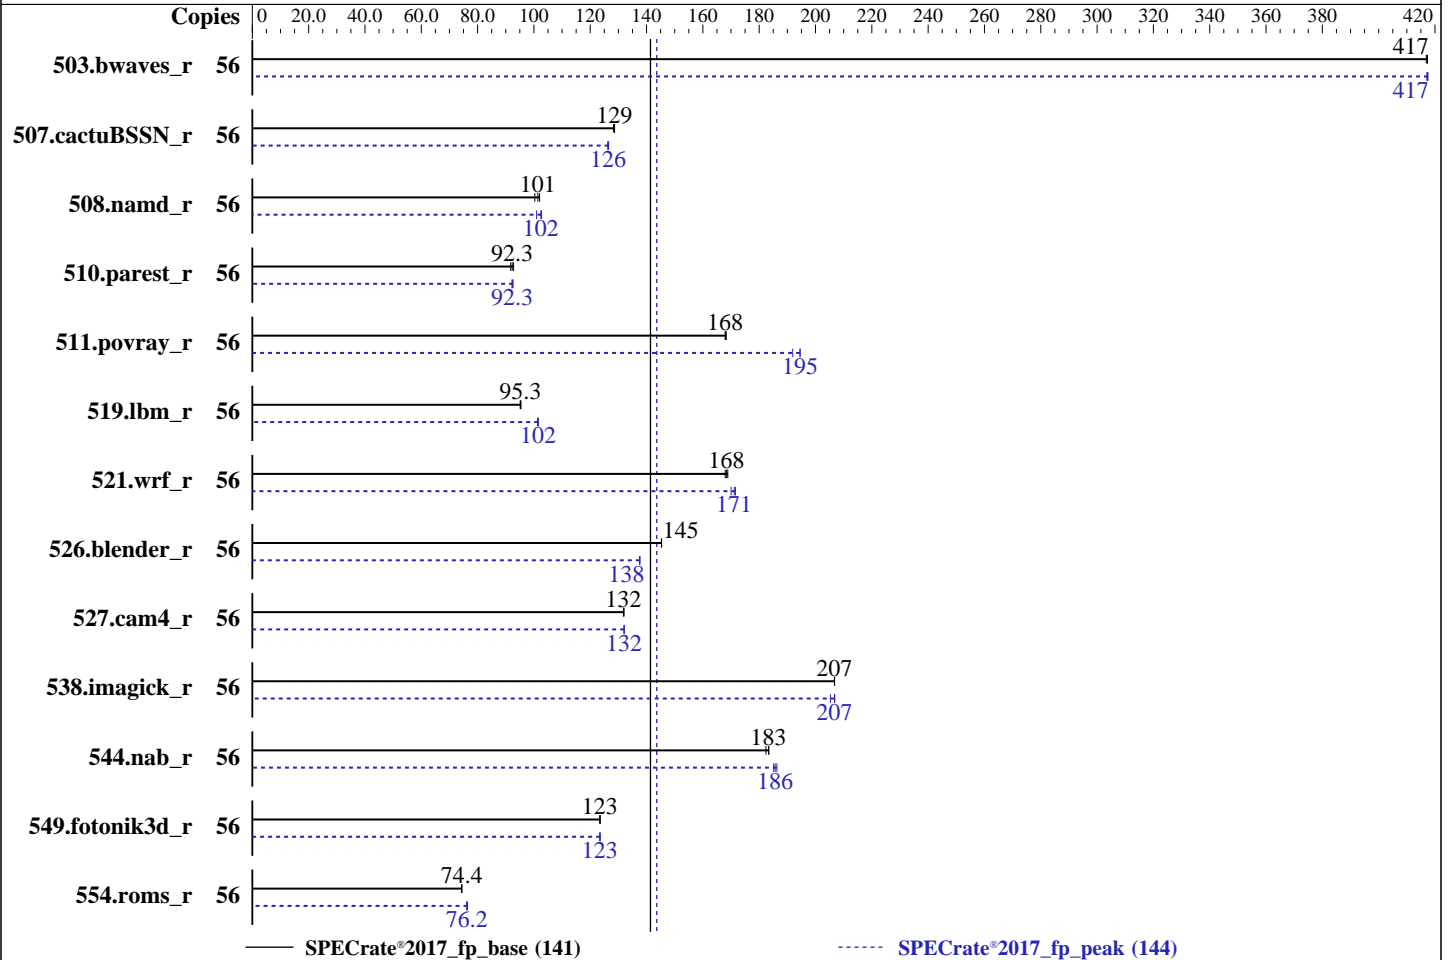 Copies 0 20.0 40.0 60.0 80.0 100 120 140 160 180 200 220 240 260 280 300 320 340 360 380 420
503.bwaves_r 56 417
417
507.cactuBSSN_r 56 129
126
508.namd_r 56 101
102
510.parest_r 56 92.3
92.3
511.povray_r 56 168
195
519.lbm_r 56 95.3
102
521.wrf_r 56 168
171
526.blender_r 56 145
138
527.cam4_r 56 132
132
538.imagick_r 56 207
207
544.nab_r 56 183
186
549.fotonik3d_r 56 123
123
554.roms_r 56 74.4
76.2
SPECrate®2017_fp_base (141) SPECrate®2017_fp_peak (144)